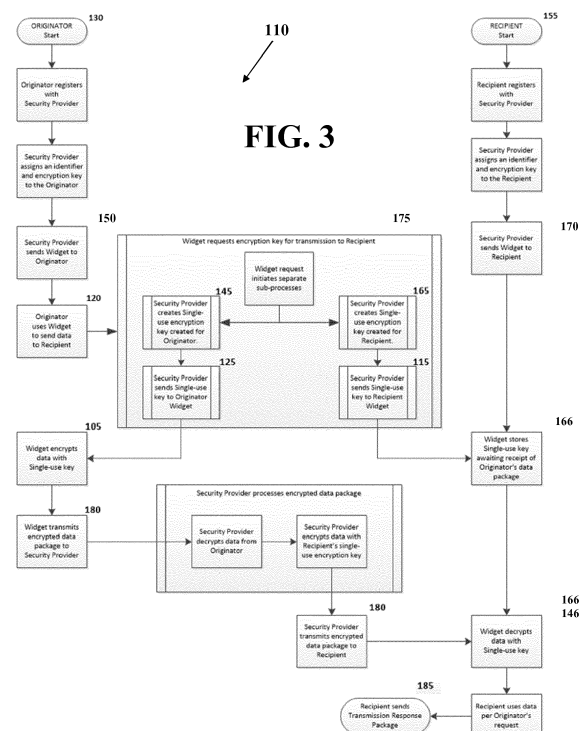 130
155
ORIGINATOR
Start
110
RECIPIENT
Start
Originator registers
with
Security Provider
Recipient registers
with
Security Provider
FIG. 3
Security Provider
assigns an identifier
and encryption key
to the Originator
Security Provider
assigns an identifier
and encryption key
to the Recipient
150
175
170
Security Provider
sends Widget to
Originator
Widget requests encryption key for transmission to Recipient
Security Provider
sends Widget to
Recipient
Widget request
initiates separate
sub-processes
120
Originator
uses Widget
to send data
to Recipient
145
Security Provider
creates Single-
use encryption
key created for
Originator.
165
Security Provider
creates Single-
use encryption
key created for
Recipient.
125
Security Provider
sends Single-use
key to Originator
Widget
115
Security Provider
sends Single-use
key to Recipient
Widget
105
166
Widget encrypts
data with
Single-use key
Widget stores
Single-use key
awaiting receipt of
Originator's data
package
180
Widget transmits
encrypted data
package to
Security Provider
Security Provider processes encrypted data package
Security Provider
decrypts data from
Originator
Security Provider
encrypts data with
Recipient's single-
use encryption key
180
166
146
Security Provider
transmits encrypted
data package to
Recipient
Widget decrypts
data with
Single-use key
185
Recipient sends
Transmission Response
Package
Recipient uses data
per Originator's
request